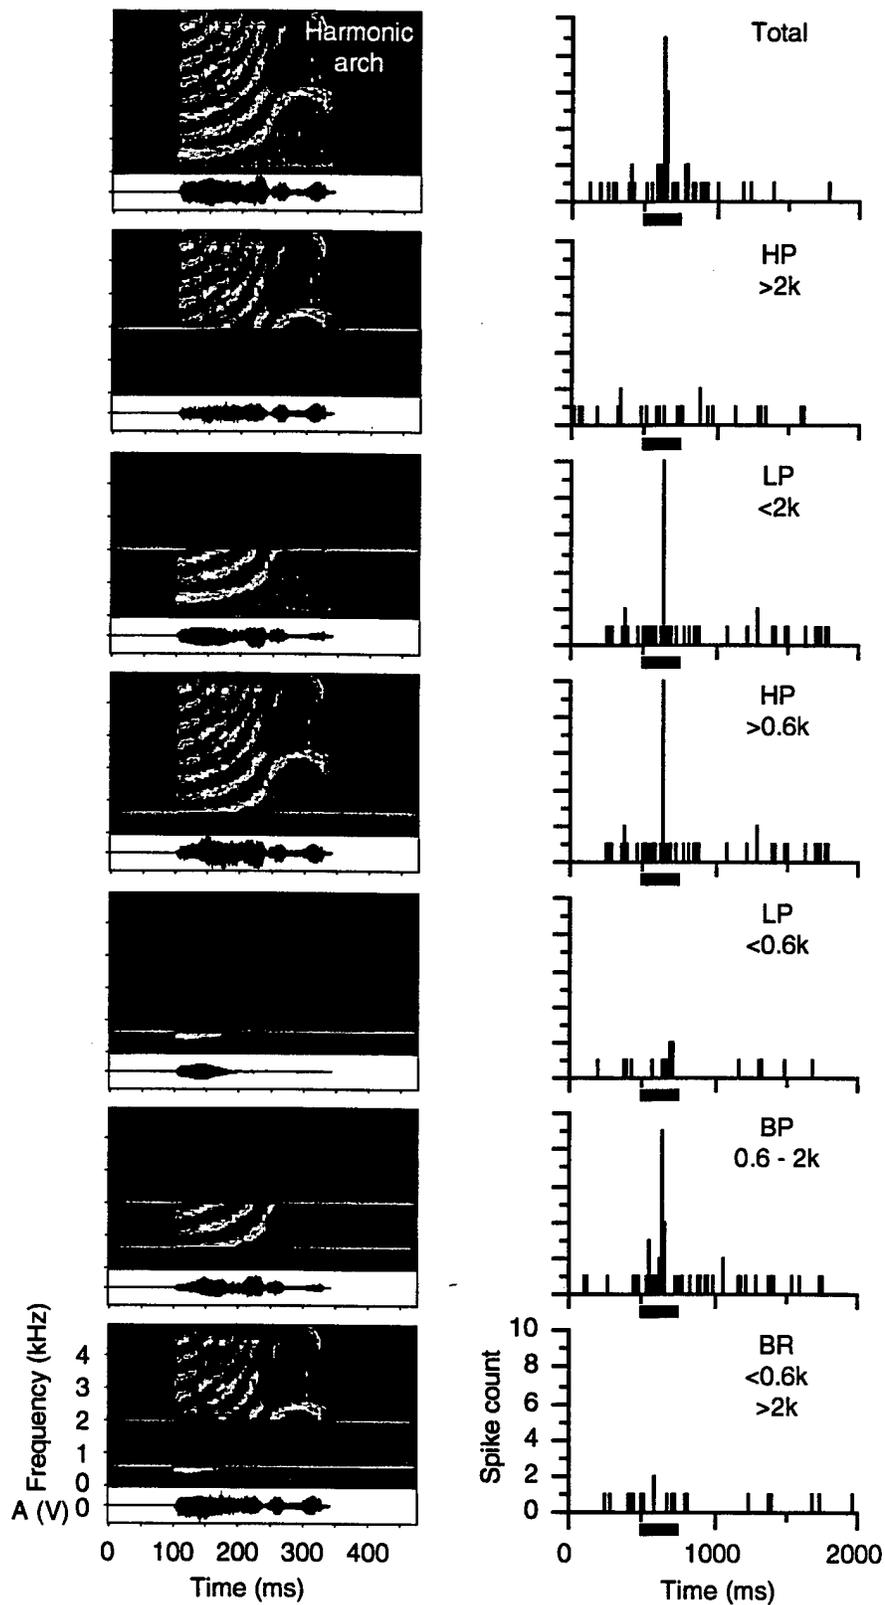 Harmonic
arch
Total
HP
>2k
LP
<2k
HP
>0.6k
LP
<0.6k
BP
0.6 - 2k
BR
<0.6k
>2k
Frequency (kHz)
4
3
2
1
0
A (V) 0
0 100 200 300 400
Time (ms)
Spike count
10
8
6
4
2
0
0 1000 2000
Time (ms)